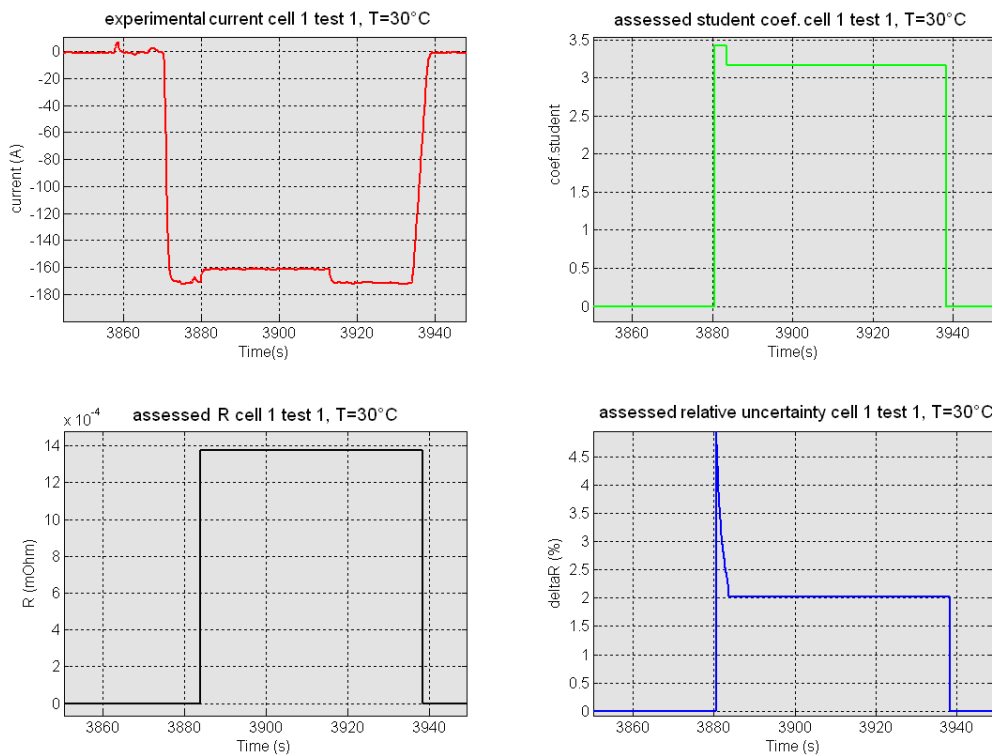 experimental current cell 1 test 1, T=30°C
0
-20
-40
-60
-80
-100
-120
-140
-160
-180
current (A)
3860 3880 3900 3920 3940
Time(s)
assessed student coef. cell 1 test 1, T=30°C
3.5
3
2.5
2
1.5
1
0.5
0
coef.student
3860 3880 3900 3920 3940
Time(s)
x 10-4
assessed R cell 1 test 1, T=30°C
14
12
10
8
6
4
2
0
R (mOhm)
3860 3880 3900 3920 3940
Time (s)
assessed relative uncertainty cell 1 test 1, T=30°C
4.5
4
3.5
3
2.5
2
1.5
1
0.5
0
deltaR (%)
3860 3880 3900 3920 3940
Time (s)